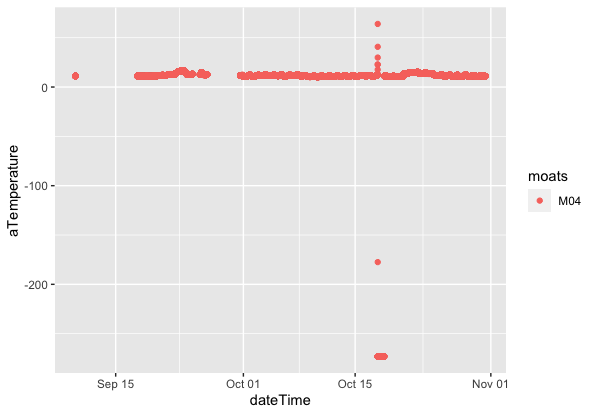 0
-100
-200
aTemperature
Sep 15
Oct 01
Oct 15
Nov 01
dateTime
moats
M04